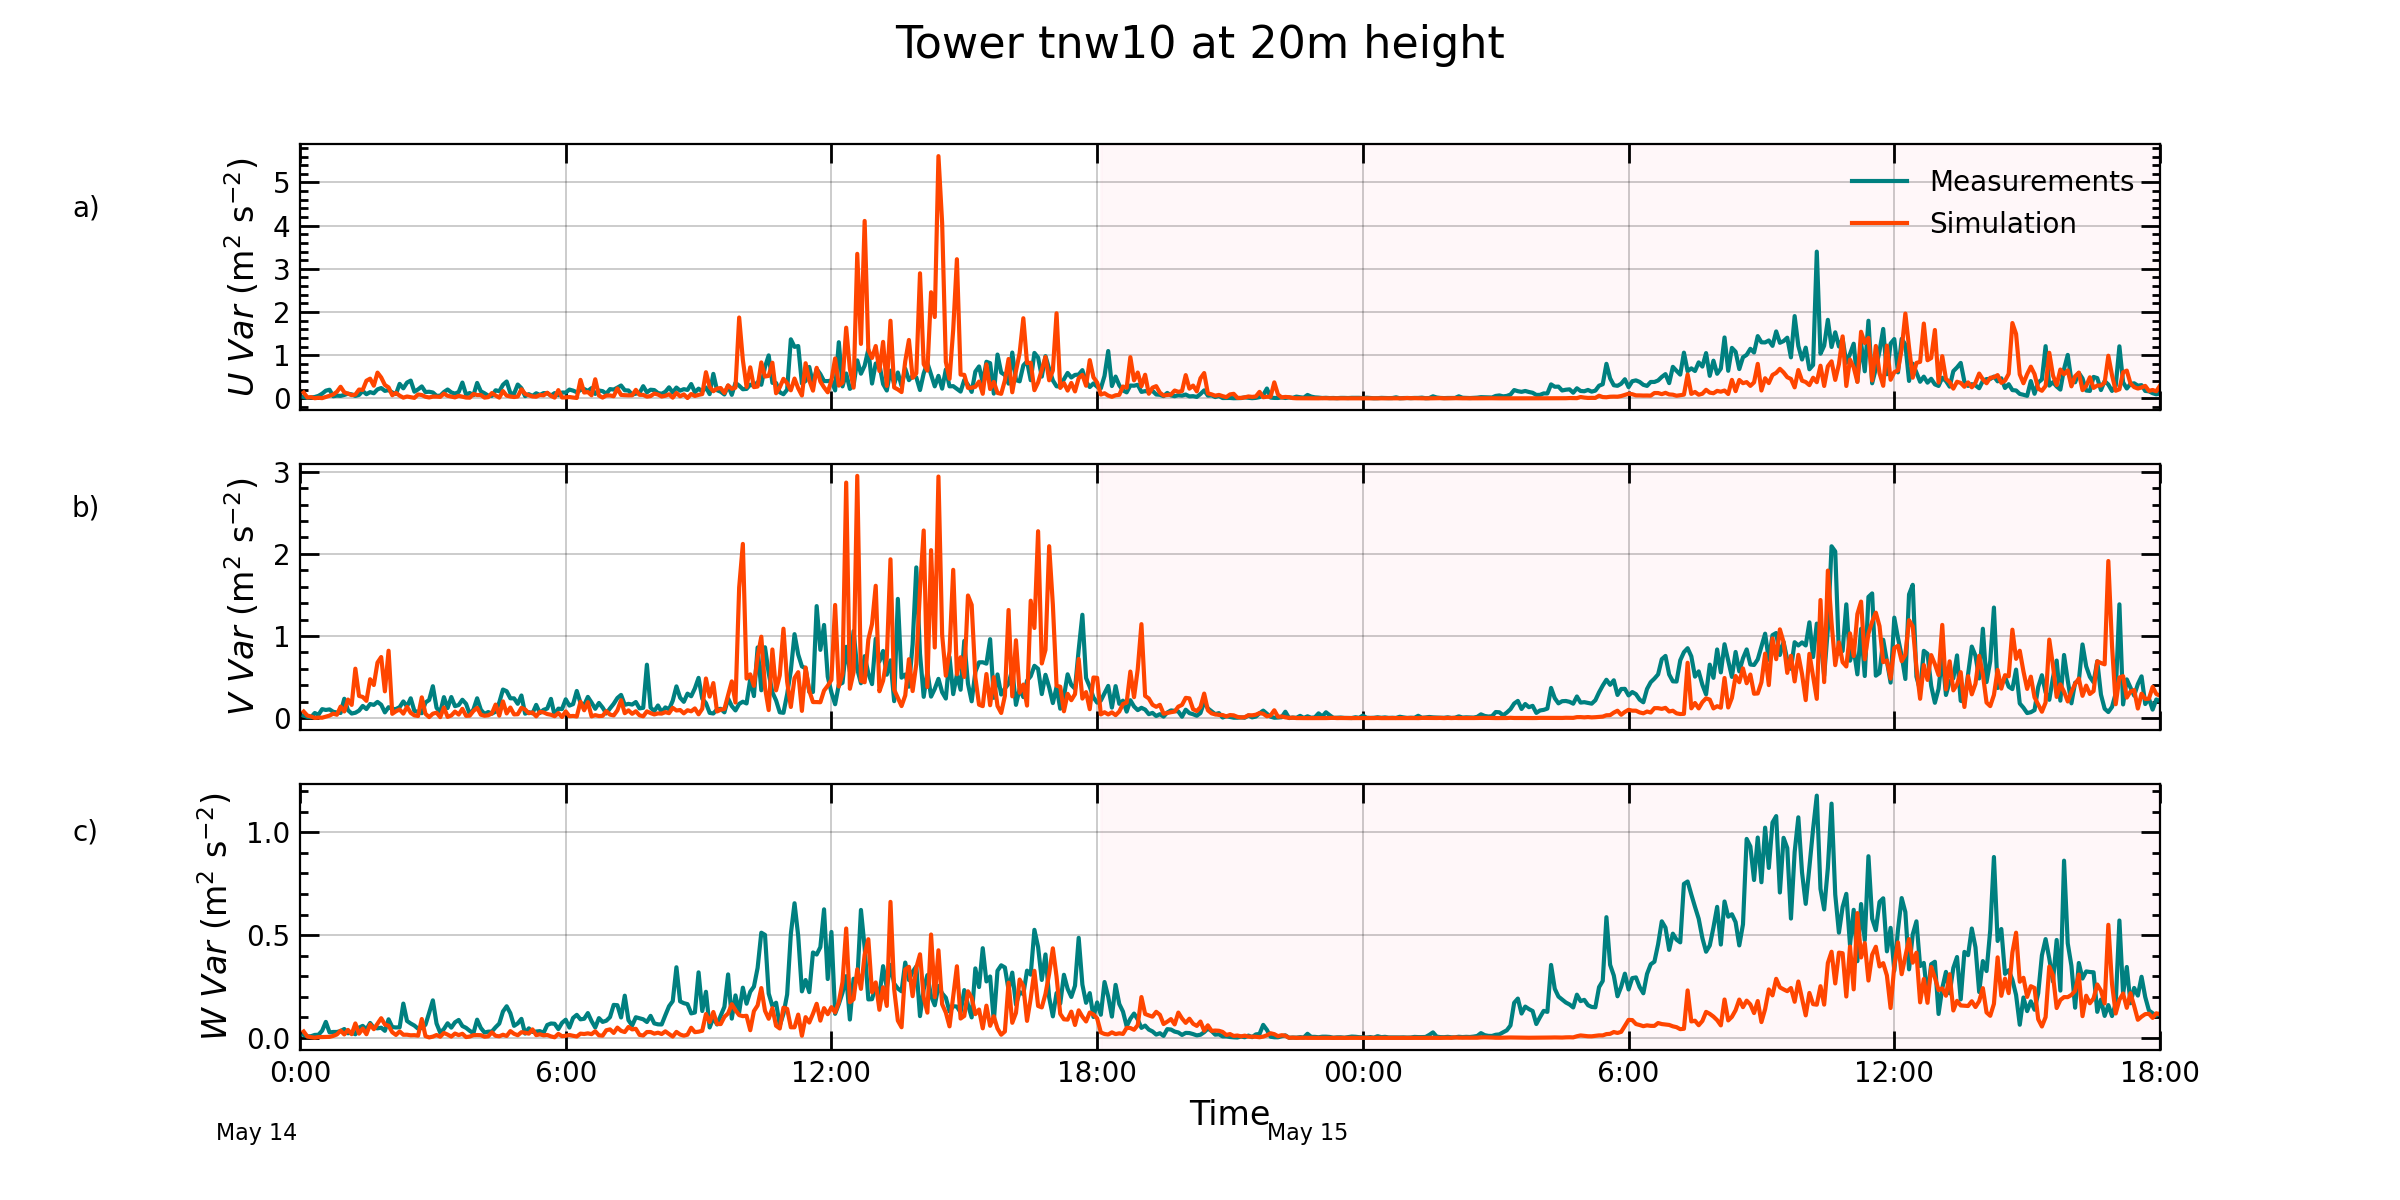 Tower tnw10 at 20m height
a)
U Var (m² s⁻²)
5
4
3
2
1
0
Measurements
Simulation
b)
V Var (m² s⁻²)
3
2
1
0
c)
W Var (m² s⁻²)
1.0
0.5
0.0
0:00 6:00 12:00 18:00 00:00 6:00 12:00 18:00
Time
May 14 May 15